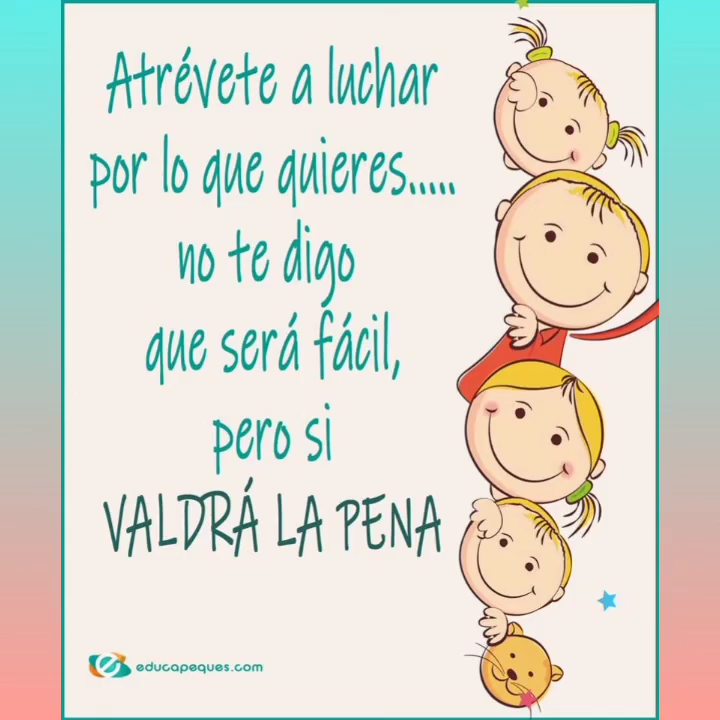 Atrévete a luchar
por lo que quieres.....
no te digo
que será fácil,
pero si
VALDRÁ LA PENA
educapeques.com